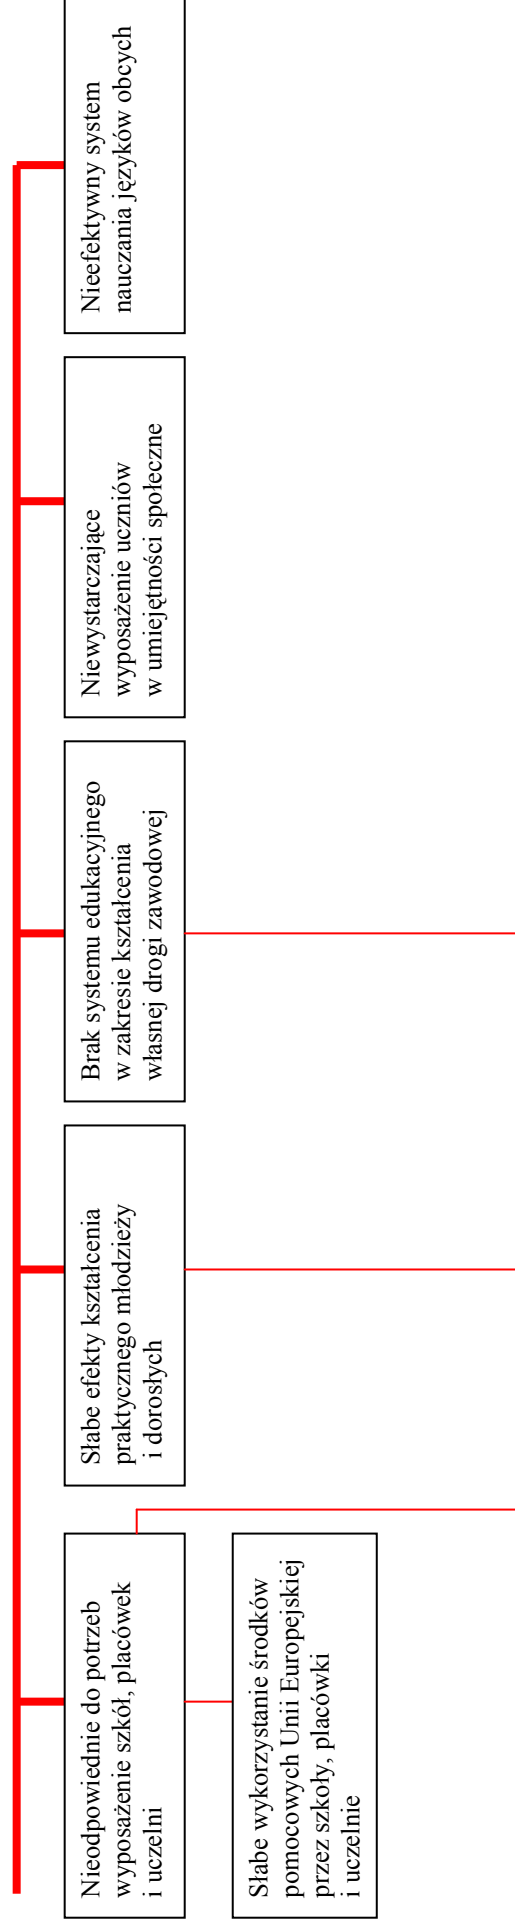 Nieodpowiednie do potrzeb
wyposażenie szkół, placówek
i uczelni
Słabe wykorzystanie środków
pomocowych Unii Europejskiej
przez szkoły, placówki
i uczelnie
Słabe efekty kształcenia
praktycznego młodzieży
i dorosłych
Brak systemu edukacyjnego
w zakresie kształcenia
własnej drogi zawodowej
Niewystarczające
wyposażenie uczniów
w umiejętności społeczne
Nieefektywny system
nauczania języków obcych